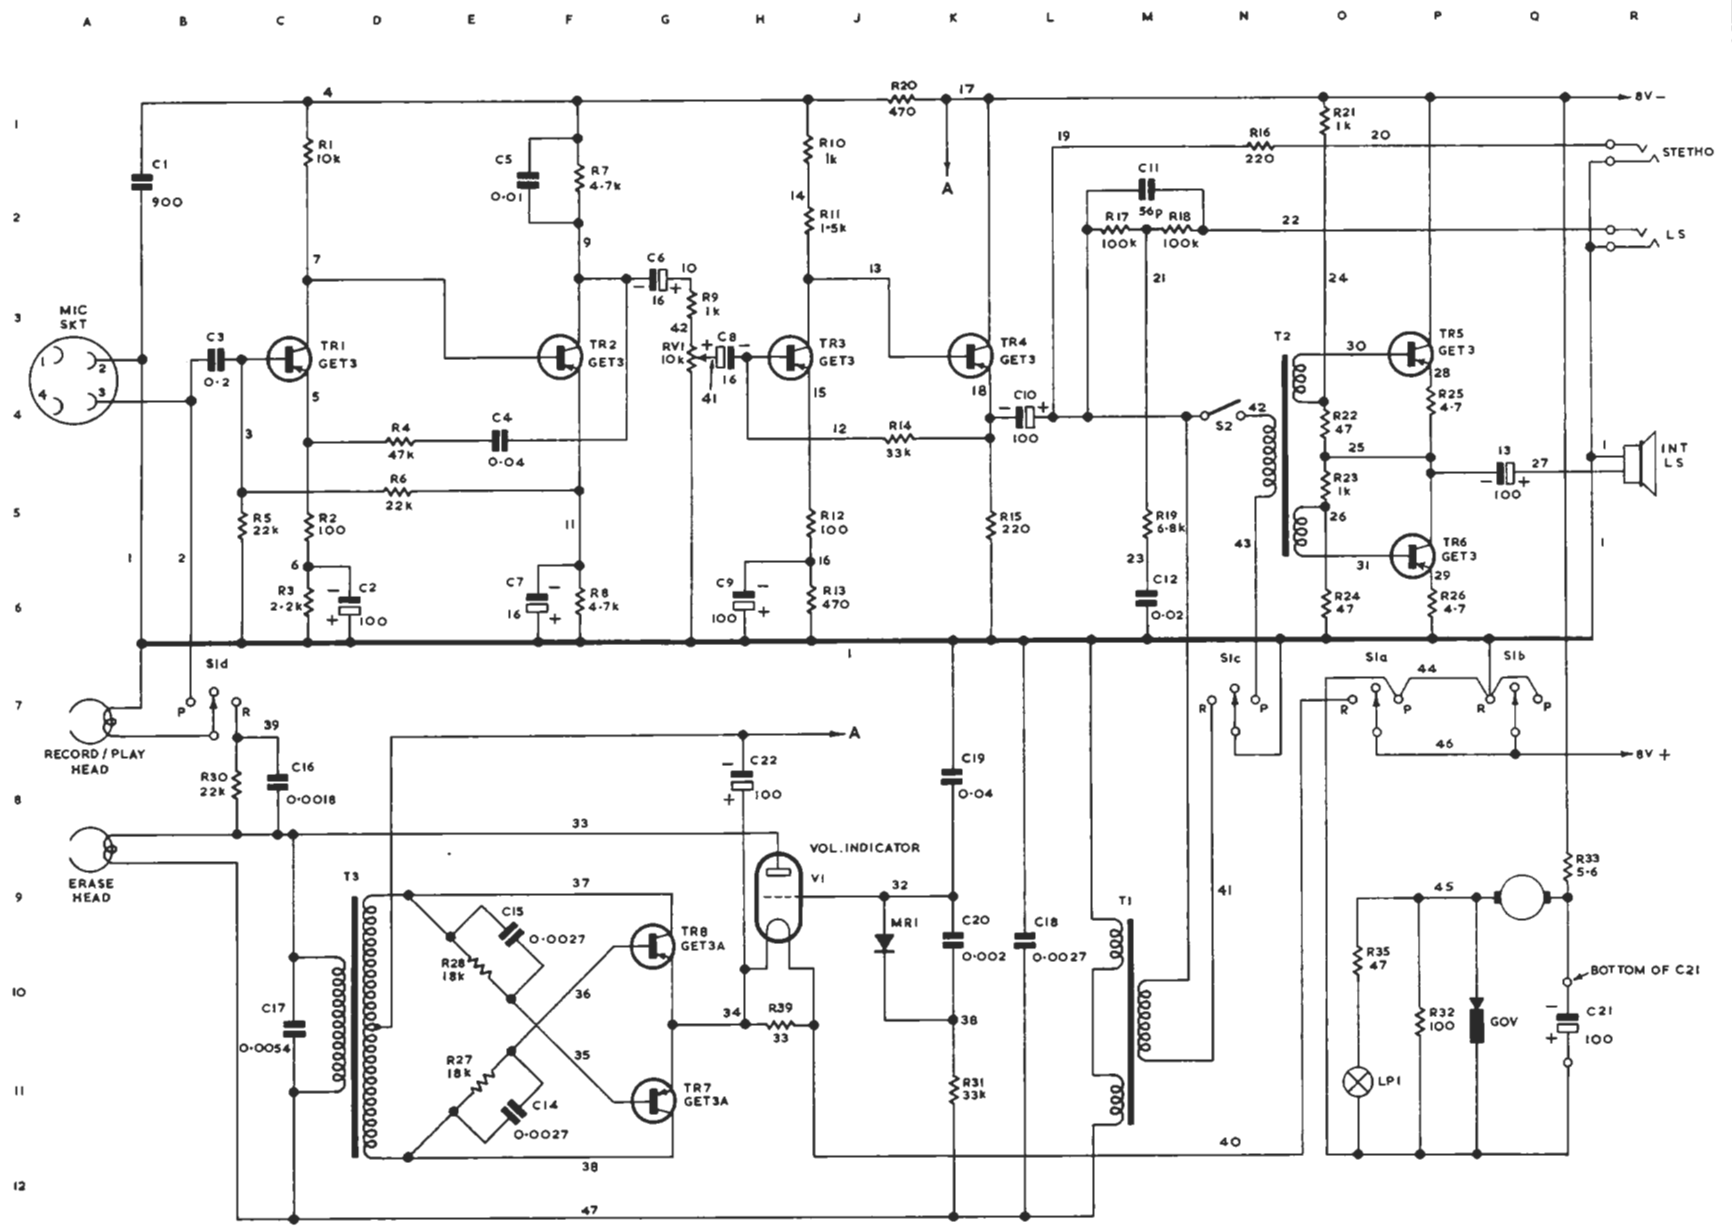 A B C D E F G H J K L M N O P Q R
1
2
3
4
5
6
7
8
9
10
11
12
4
R20
470
17
8V-
R1
10k
C1
900
C5
0·01
R7
4·7k
R10
1k
14
R11
1·5k
A
19
R16
220
R21
1k
20
STETHO
C11
56p
R17
100k
R18
100k
22
LS
7
9
C6
16
- +
10
R9
1k
42
RV1
10k
41
13
21
24
MIC
SKT
1
2
3
4
C3
0·2
TR1
GET3
5
TR2
GET3
C8
+ -
16
TR3
GET3
15
TR4
GET3
18
T2
30
TR5
GET3
28
R25
4·7
3
R4
47k
C4
0·04
12
R14
33k
C10
- +
100
S2
42
R22
47
25
13
- +
100
27
1
INT
LS
R6
22k
R5
22k
R2
100
11
R12
100
R15
220
R19
6·8k
43
R23
1k
26
TR6
GET3
31
29
1
2
6
R3
2·2k
C2
-
+
100
C7
-
+
16
R8
4·7k
C9
-
+
100
16
R13
470
23
C12
0·02
R24
47
R26
4·7
1
1
S1d
P
R
RECORD/PLAY
HEAD
39
R30
22k
C16
0·0018
A
C22
-
+
100
C19
0·04
S1c
R
P
S1a
R
P
44
S1b
R
P
46
8V+
33
ERASE
HEAD
T3
37
VOL. INDICATOR
V1
32
MR1
C20
0·002
C18
0·0027
T1
41
45
R33
5·6
C15
0·0027
R28
18k
TR8
GET3A
36
34
R39
33
38
R35
47
R32
100
GOV
BOTTOM OF C21
C21
-
+
100
C17
0·0054
R27
18k
35
C14
0·0027
TR7
GET3A
R31
33k
LP1
38
40
47